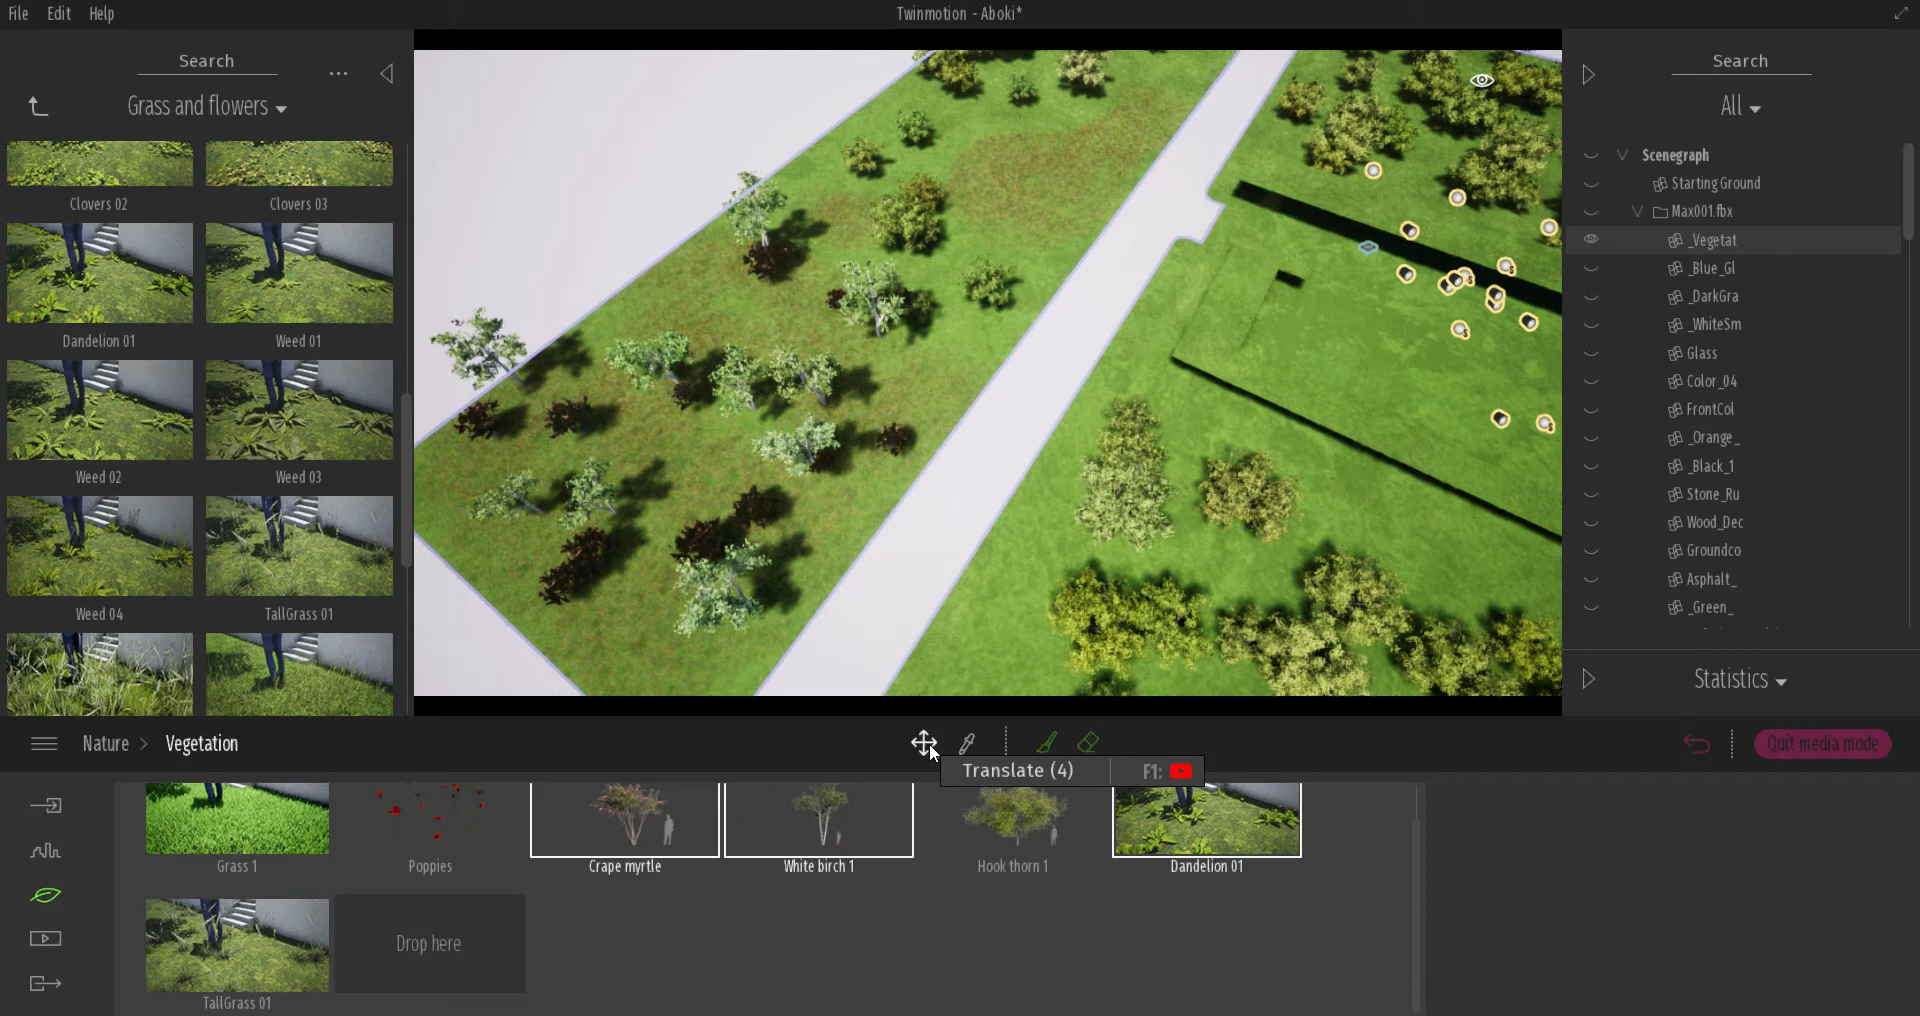 File Edit Help
Twinmotion - Aboki*
Search
...
Grass and flowers
Clovers 02
Clovers 03
Dandelion 01
Weed 01
Weed 02
Weed 03
Weed 04
TallGrass 01
Search
All
Scenegraph
Starting Ground
Max001.fbx
_Vegetat
_Blue_Gl
_DarkGra
_WhiteSm
Glass
Color_04
FrontCol
_Orange_
_Black_1
Stone_Ru
Wood_Dec
Groundco
Asphalt_
_Green_
Statistics
Nature > Vegetation
Translate (4) F1:
Quit media mode
Grass 1
Poppies
Crape myrtle
White birch 1
Hook thorn 1
Dandelion 01
TallGrass 01
Drop here